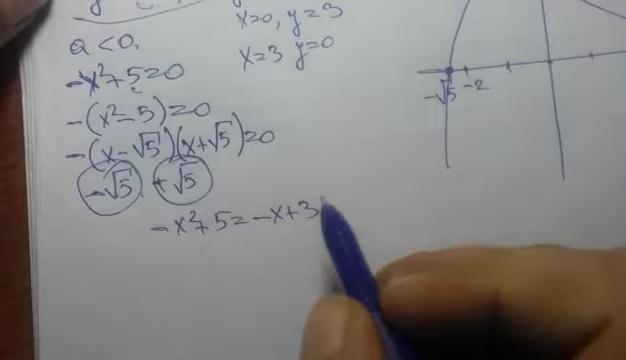 x=0, y=3
a<0.
x=3 y=0
-x²+5=0
-(x²-5)=0
-(x-√5)(x+√5)=0
-√5 +√5
-x²+5=-x+3
-√5 -2